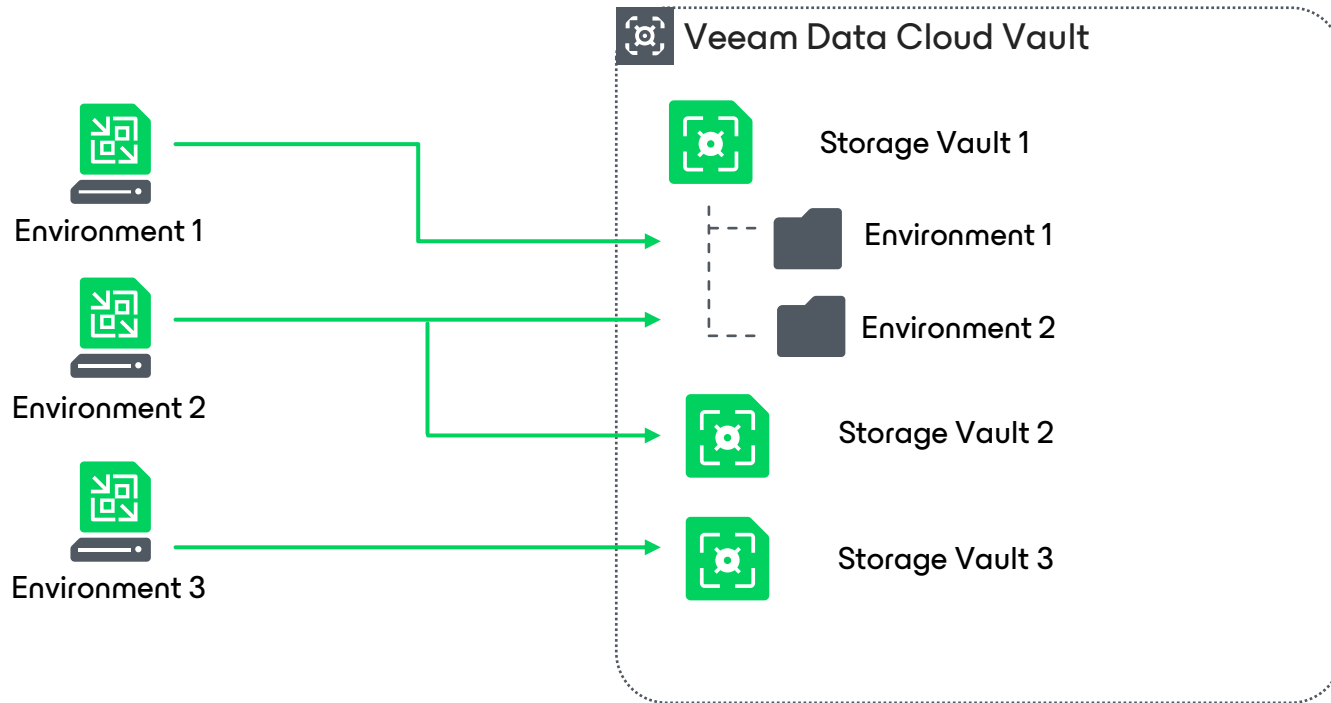 Veeam Data Cloud Vault
Environment 1
Environment 2
Environment 3
Storage Vault 1
Environment 1
Environment 2
Storage Vault 2
Storage Vault 3